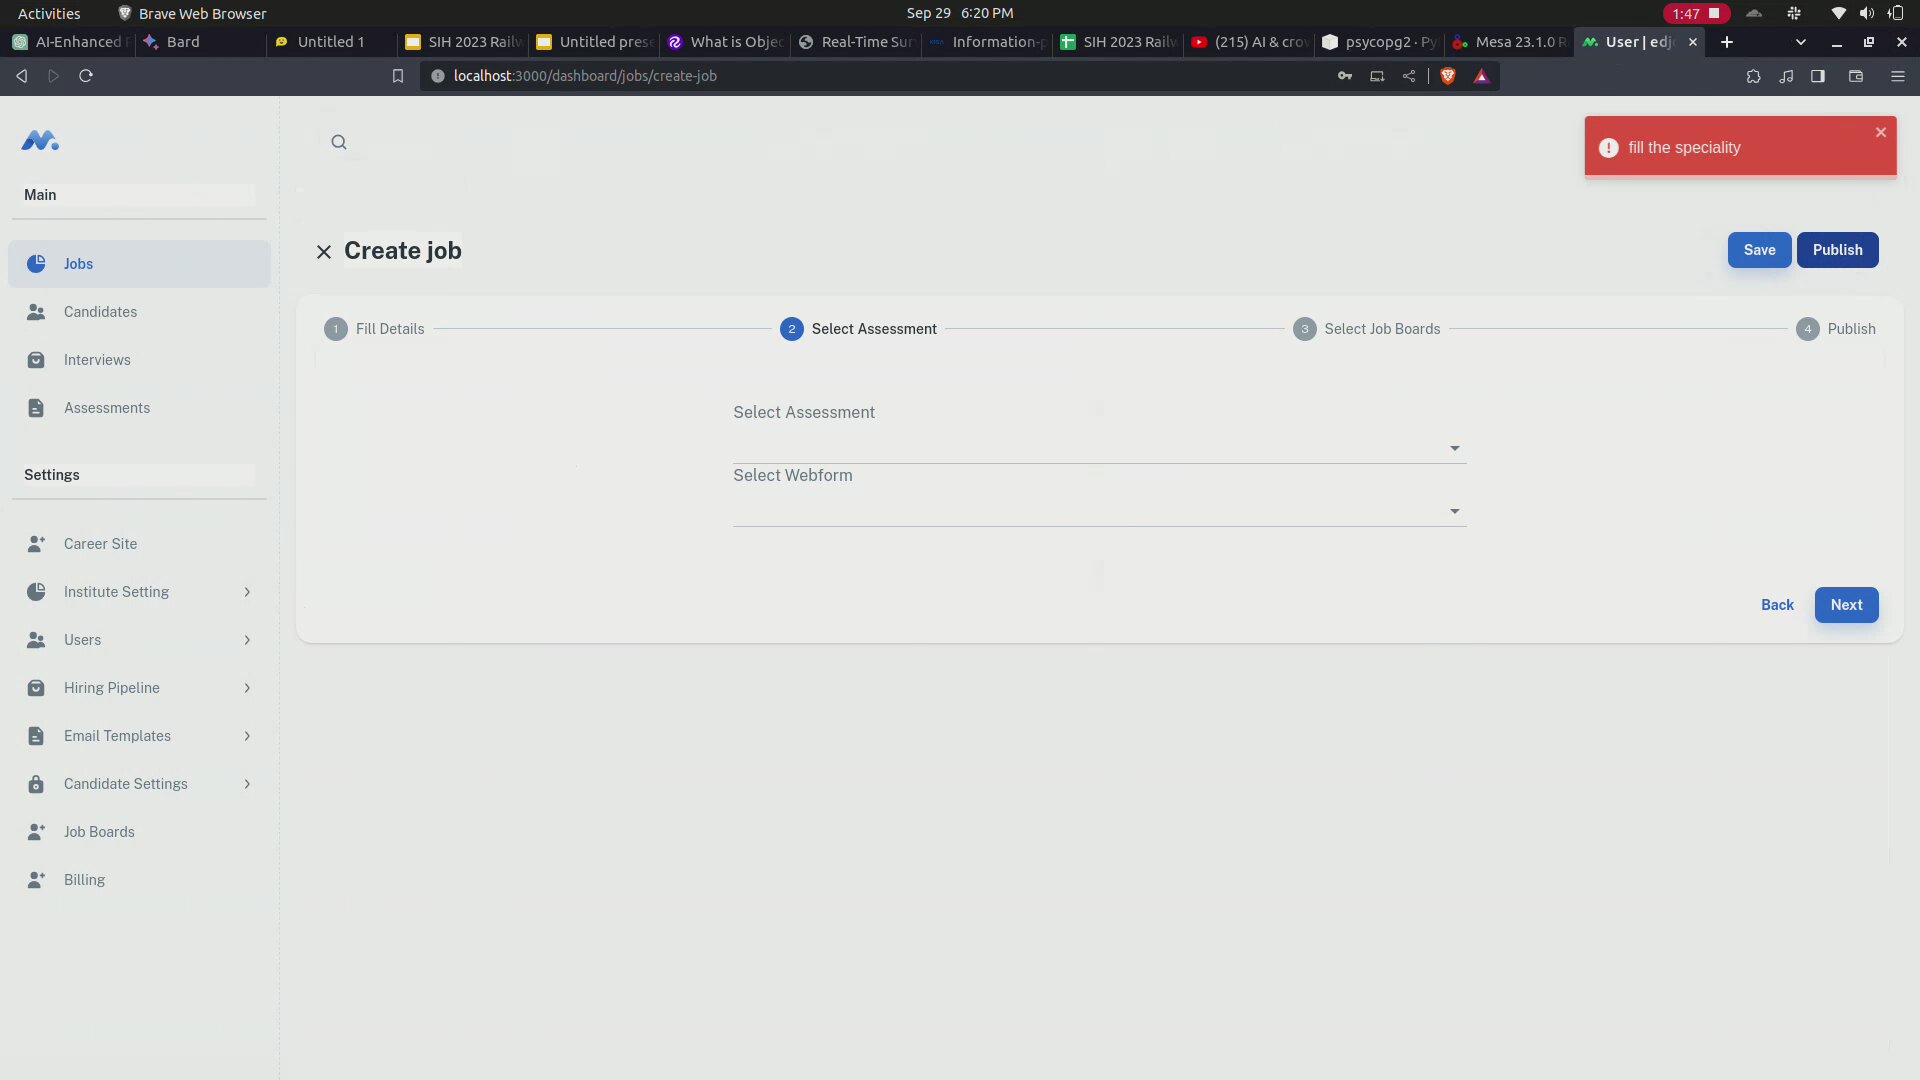 Activities
Brave Web Browser
Sep 29 6:20 PM
1:47
AI-Enhanced
Bard
Untitled 1
SIH 2023 Railw
Untitled prese
What is Objec
Real-Time Sur
Information-p
SIH 2023 Railw
(215) AI & crow
psycopg2 · Py
Mesa 23.1.0 R
User | edjo
localhost:3000/dashboard/jobs/create-job
fill the speciality
Main
Jobs
Candidates
Interviews
Assessments
Settings
Career Site
Institute Setting
Users
Hiring Pipeline
Email Templates
Candidate Settings
Job Boards
Billing
Create job
Save
Publish
1 Fill Details
2 Select Assessment
3 Select Job Boards
4 Publish
Select Assessment
Select Webform
Back
Next